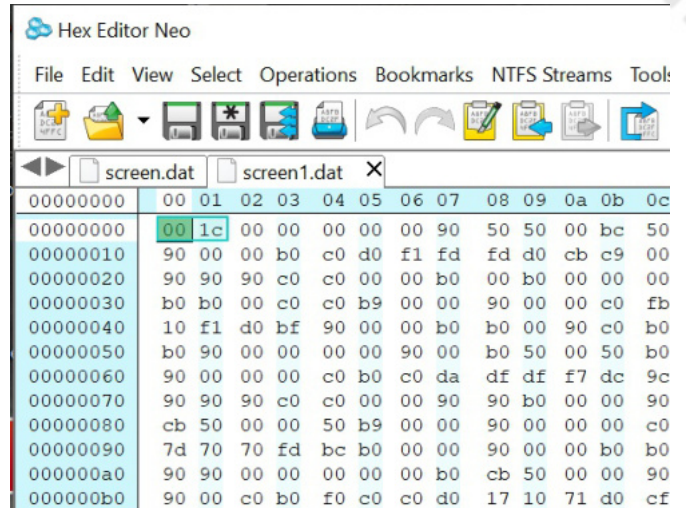 Hex Editor Neo
File Edit View Select Operations Bookmarks NTFS Streams Tools
screen.dat screen1.dat X
00000000 00 01 02 03 04 05 06 07 08 09 0a 0b 0c
00000000 00 1c 00 00 00 00 00 90 50 50 00 bc 50
00000010 90 00 00 b0 c0 d0 f1 fd fd d0 cb c9 00
00000020 90 90 90 c0 c0 00 00 b0 00 b0 00 00 00
00000030 b0 b0 00 c0 c0 b9 00 00 90 00 00 c0 fb
00000040 10 f1 d0 bf 90 00 00 b0 b0 00 90 c0 b0
00000050 b0 90 00 00 00 00 90 00 b0 50 00 50 b0
00000060 90 00 00 00 c0 b0 c0 da df df f7 dc 9c
00000070 90 90 90 c0 c0 00 00 90 90 b0 00 00 90
00000080 cb 50 00 00 50 b9 00 00 90 00 00 00 c0
00000090 7d 70 70 fd bc b0 00 00 90 00 00 b0 b0
000000a0 90 90 00 00 00 00 00 b0 cb 50 00 00 90
000000b0 90 00 c0 b0 f0 c0 c0 d0 17 10 71 d0 cf